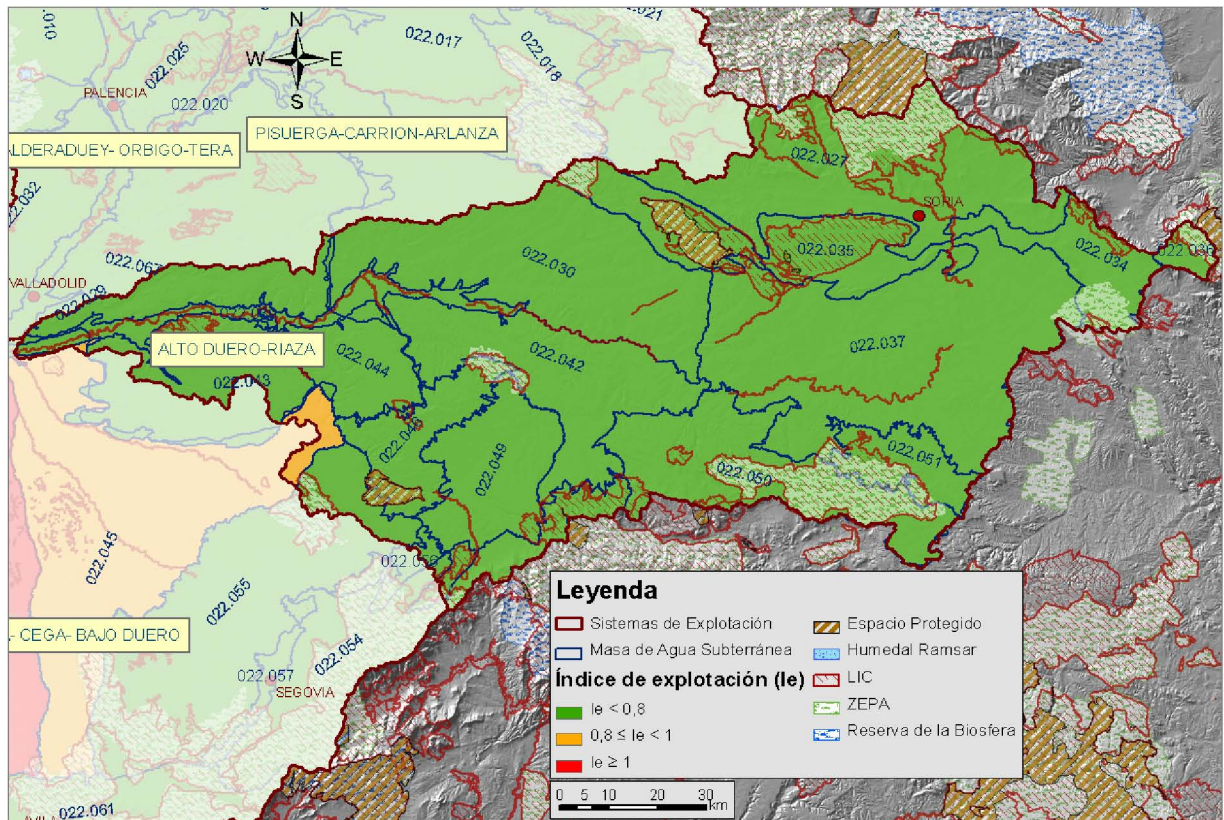 N
W E
S
022.010
022.025
022.017
022.021
022.018
PALENCIA
022.020
PISUERGA-CARRION-ARLANZA
ALDERADUEY- ORBIGO-TERA
022.027
022.032
SORIA
022.035
022.034
022.036
022.067
022.030
VALLADOLID
022.029
ALTO DUERO-RIAZA
022.037
022.042
022.044
022.043
022.049
022.051
022.050
022.045
022.055
- CEGA- BAJO DUERO
022.054
022.057
SEGOVIA
022.061
Leyenda
Sistemas de Explotación
Masa de Agua Subterránea
Índice de explotación (Ie)
Ie < 0,8
0,8 ≤ Ie < 1
Ie ≥ 1
Espacio Protegido
Humedal Ramsar
LIC
ZEPA
Reserva de la Biosfera
0 5 10 20 30
km